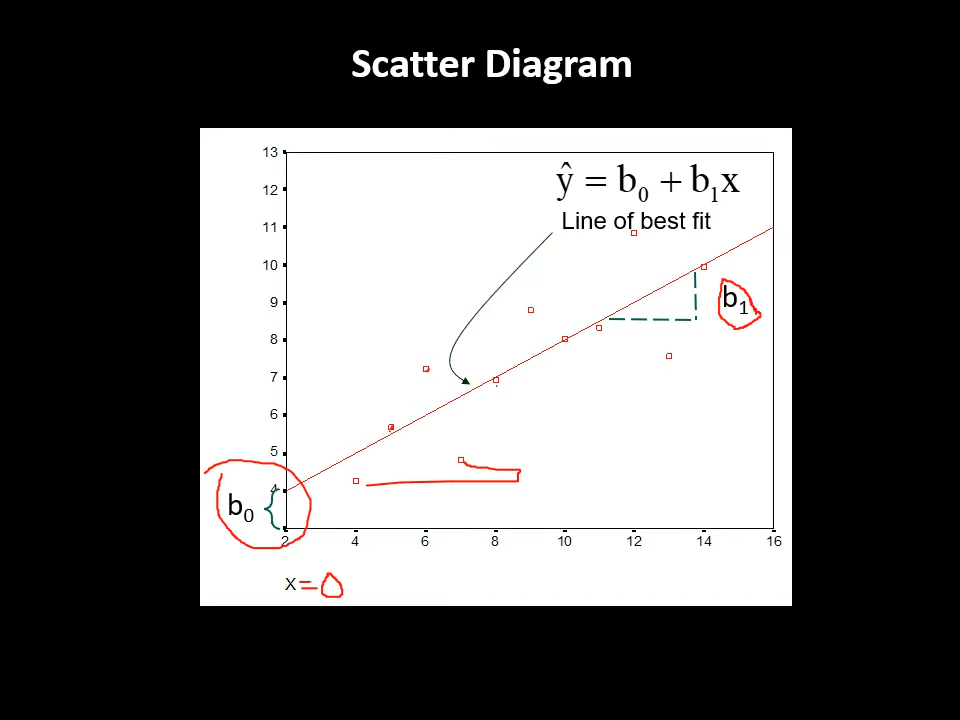 Scatter Diagram
13
12
11
10
9
8
7
6
5
4
ŷ = b₀ + b₁x
Line of best fit
b₁
b₀
2 4 6 8 10 12 14 16
X = 0